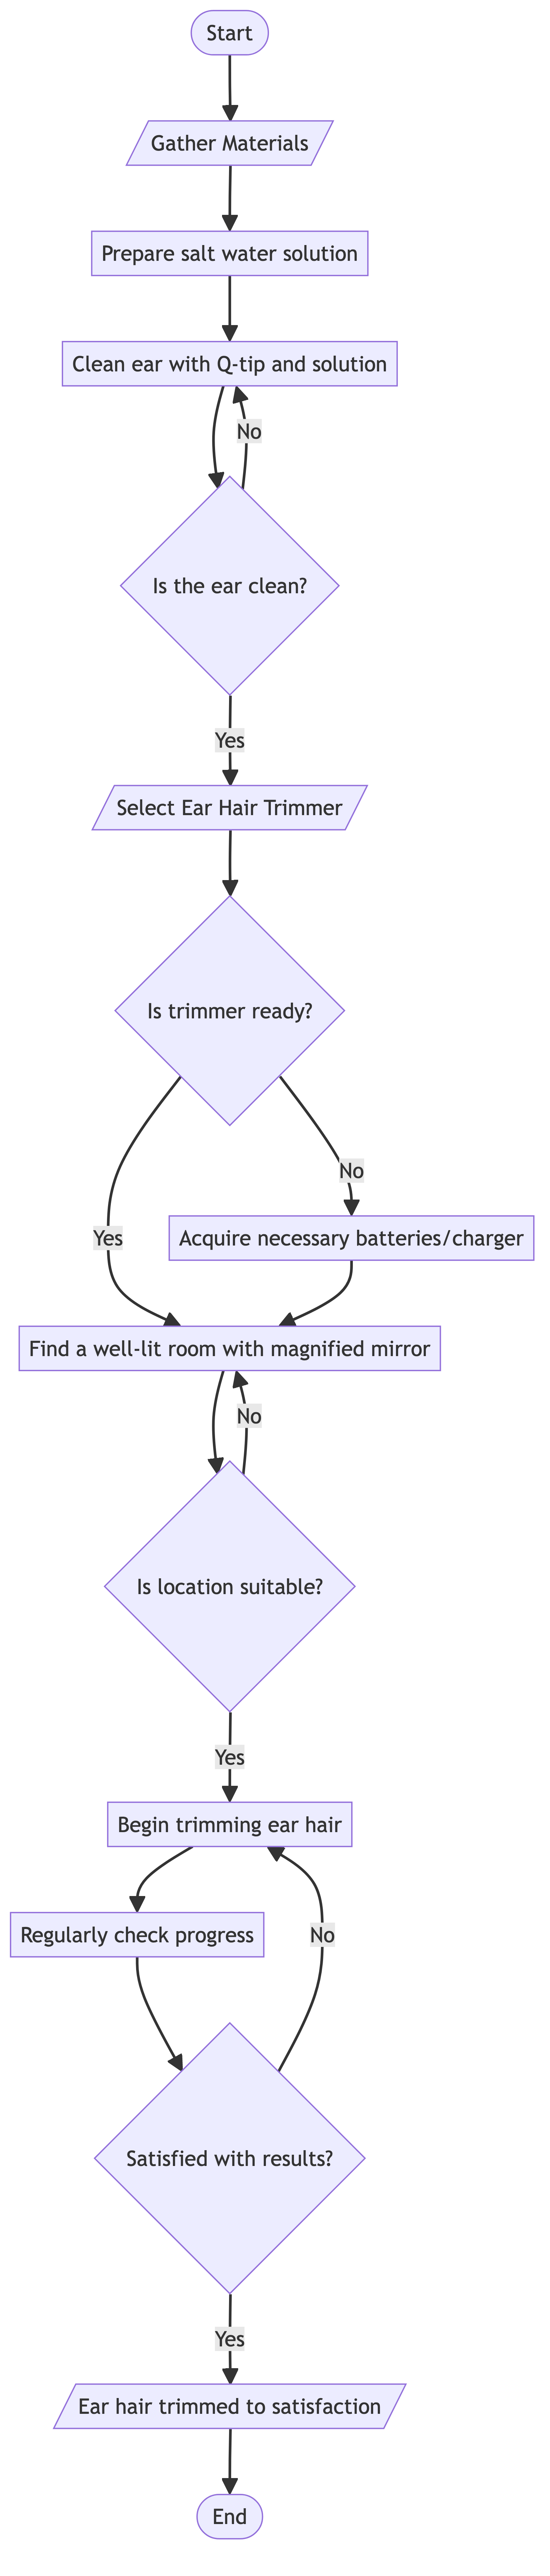 Start
Gather Materials
Prepare salt water solution
Clean ear with Q-tip and solution
No
Is the ear clean?
Yes
Select Ear Hair Trimmer
Is trimmer ready?
No
Yes
Acquire necessary batteries/charger
Find a well-lit room with magnified mirror
No
Is location suitable?
Yes
Begin trimming ear hair
Regularly check progress
No
Satisfied with results?
Yes
Ear hair trimmed to satisfaction
End